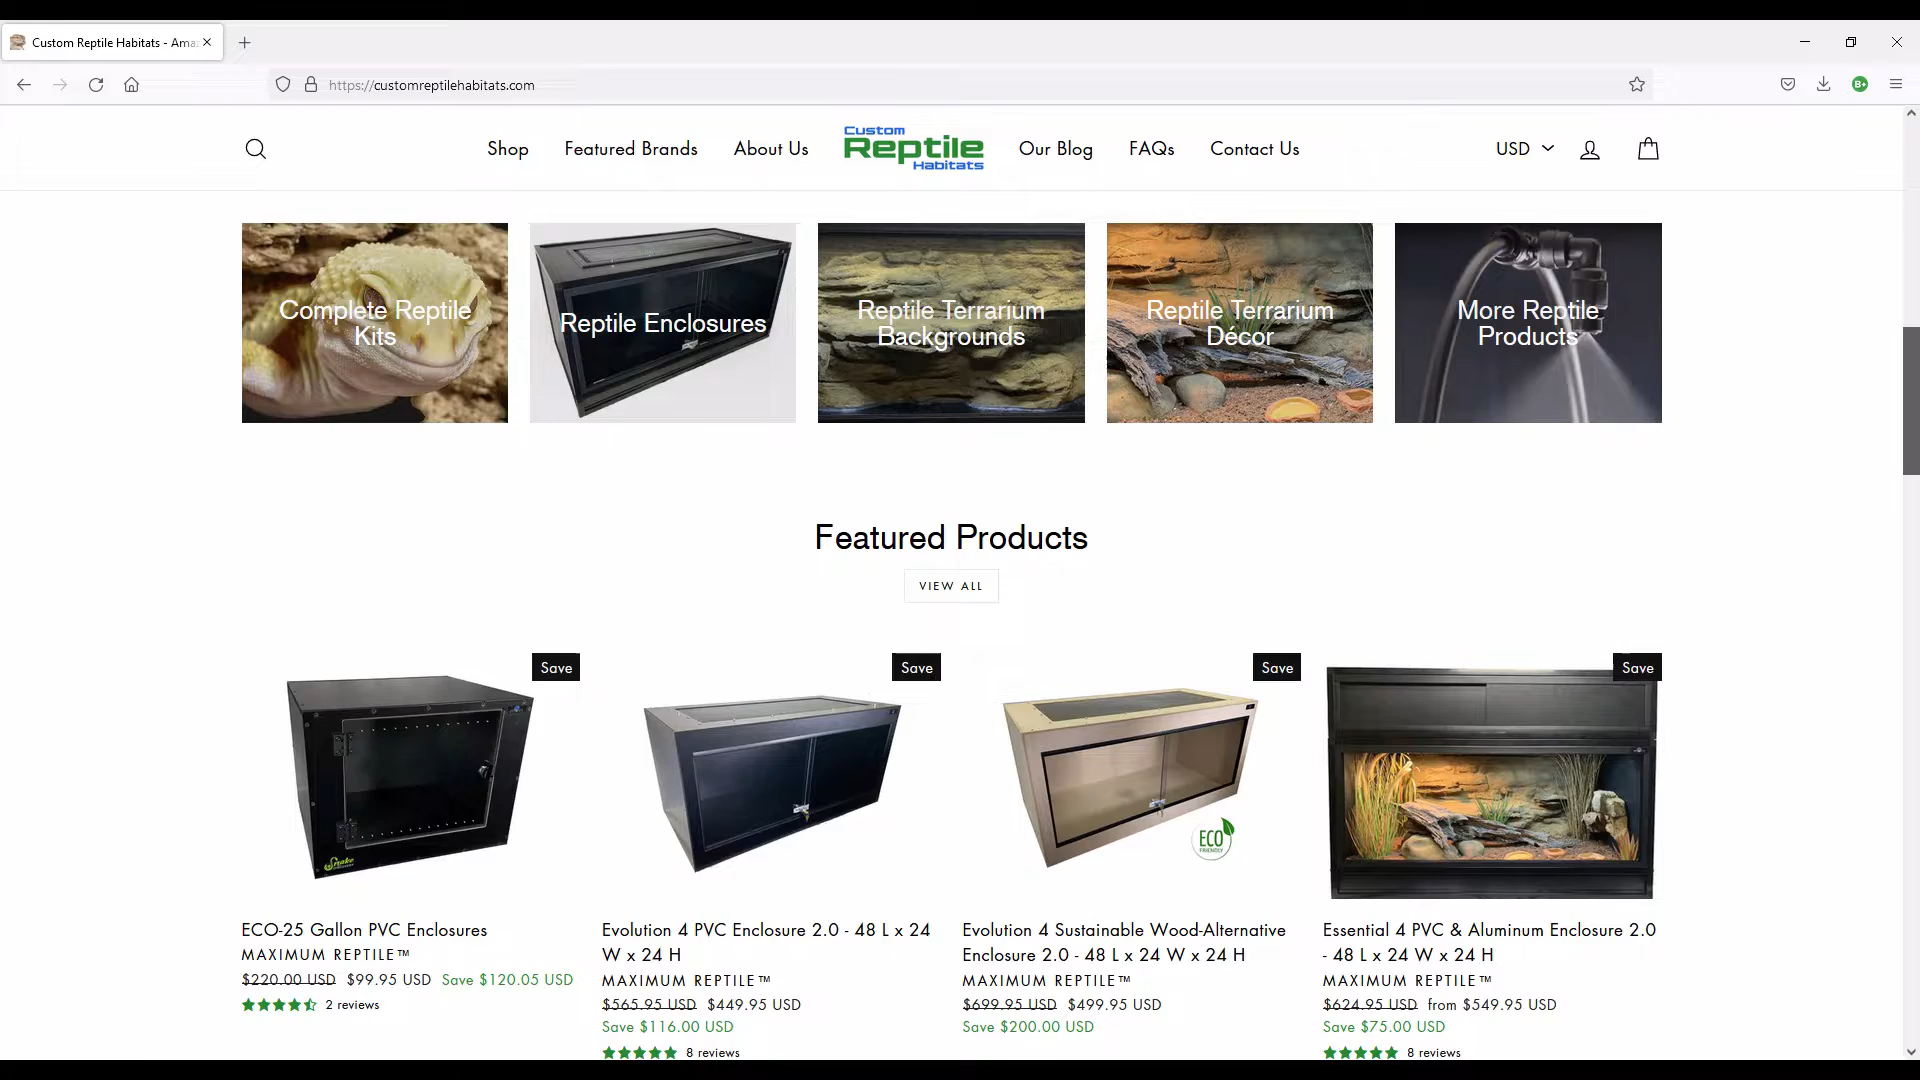 Custom Reptile Habitats - Ama
https://customreptilehabitats.com
B+
Shop
Featured Brands
About Us
Custom
Reptile
Habitats
Our Blog
FAQs
Contact Us
USD
Complete Reptile
Kits
Reptile Enclosures
Reptile Terrarium
Backgrounds
Reptile Terrarium
Décor
More Reptile
Products
Featured Products
VIEW ALL
Save
Save
Save
Save
ECO
FRIENDLY
ECO-25 Gallon PVC Enclosures
MAXIMUM REPTILE™
$220.00 USD $99.95 USD Save $120.05 USD
2 reviews
Evolution 4 PVC Enclosure 2.0 - 48 L x 24
W x 24 H
MAXIMUM REPTILE™
$565.95 USD $449.95 USD
Save $116.00 USD
8 reviews
Evolution 4 Sustainable Wood-Alternative
Enclosure 2.0 - 48 L x 24 W x 24 H
MAXIMUM REPTILE™
$699.95 USD $499.95 USD
Save $200.00 USD
Essential 4 PVC & Aluminum Enclosure 2.0
- 48 L x 24 W x 24 H
MAXIMUM REPTILE™
$624.95 USD from $549.95 USD
Save $75.00 USD
8 reviews